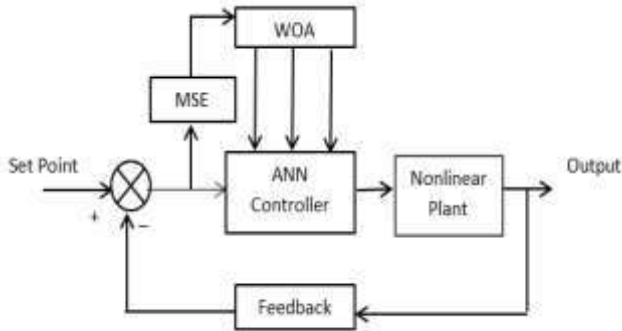 WOA
MSE
Set Point
ANN
Controller
Nonlinear
Plant
Output
+
−
Feedback